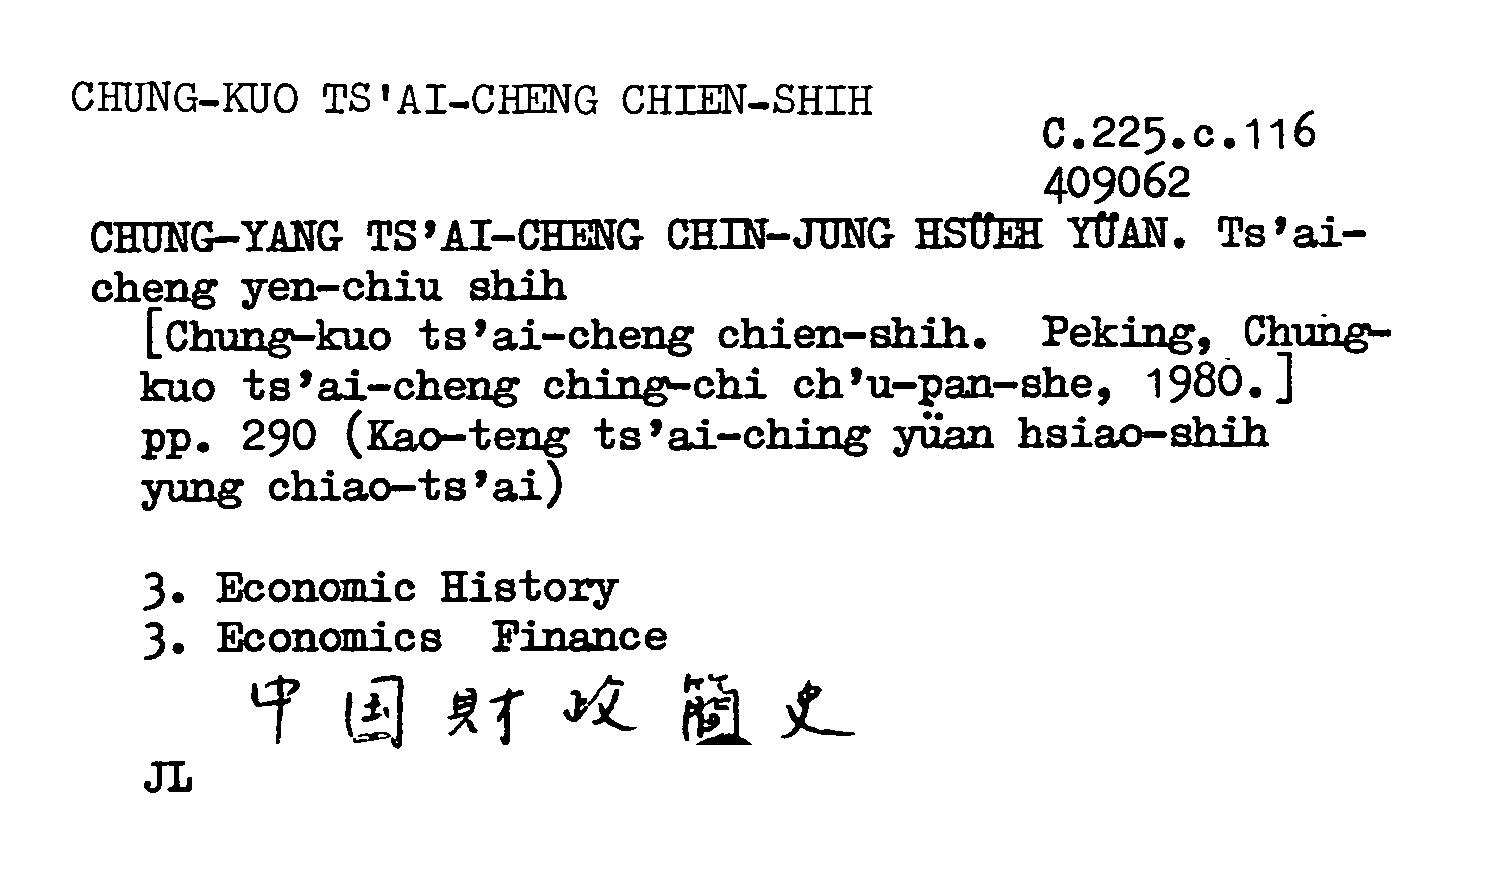 CHUNG-KUO TS'AI-CHENG CHIEN-SHIH
C.225.c.116
409062
CHUNG-YANG TS'AI-CHENG CHIN-JUNG HSÜEH YÜAN. Ts'ai-
cheng yen-chiu shih
[Chung-kuo ts'ai-cheng chien-shih. Peking, Chung-
kuo ts'ai-cheng ching-chi ch'u-pan-she, 1980.]
pp. 290 (Kao-teng ts'ai-ching yüan hsiao-shih
yung chiao-ts'ai)
3. Economic History
3. Economics Finance
中国財政簡史
JL